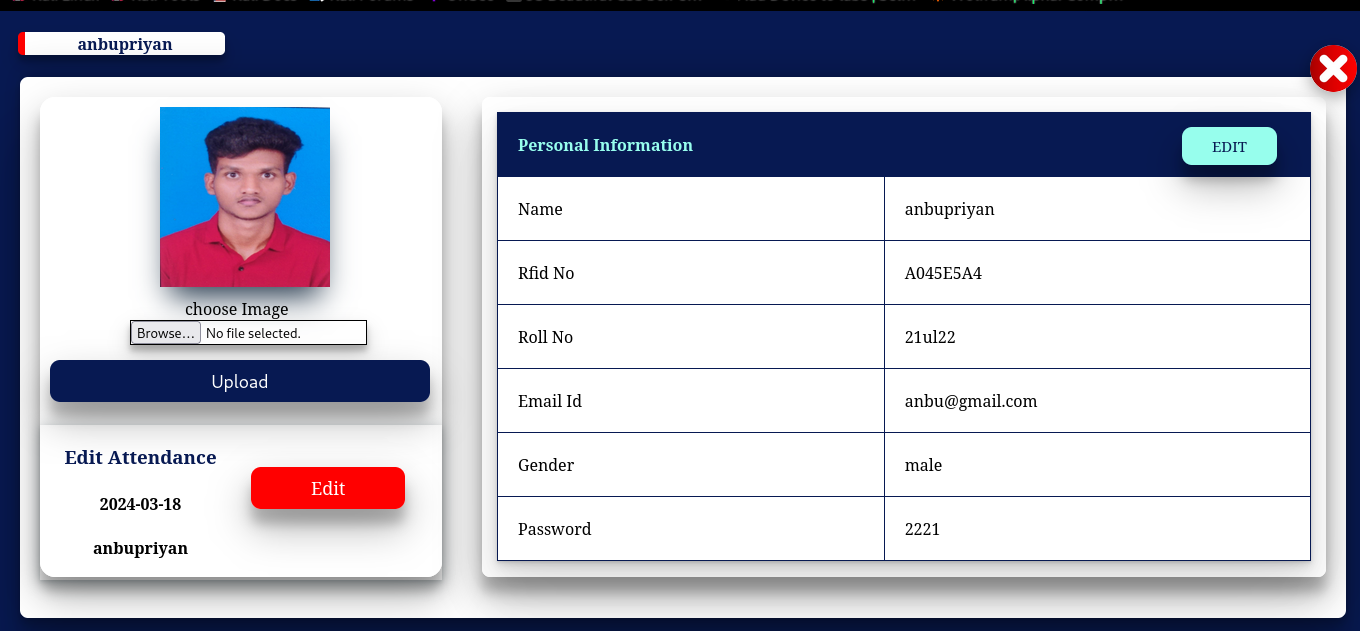 anbupriyan
choose Image
Browse... No file selected.
Upload
Edit Attendance
Edit
2024-03-18
anbupriyan
Personal Information EDIT
Name anbupriyan
Rfid No A045E5A4
Roll No 21ul22
Email Id anbu@gmail.com
Gender male
Password 2221